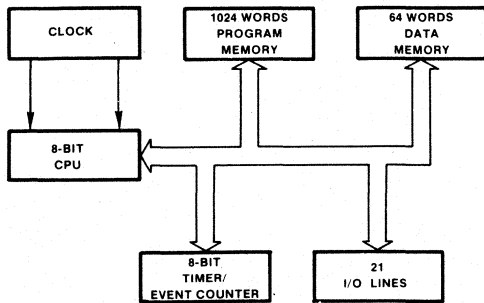 CLOCK
1024 WORDS
PROGRAM
MEMORY
64 WORDS
DATA
MEMORY
8-BIT
CPU
8-BIT
TIMER/
EVENT COUNTER
21
I/O LINES